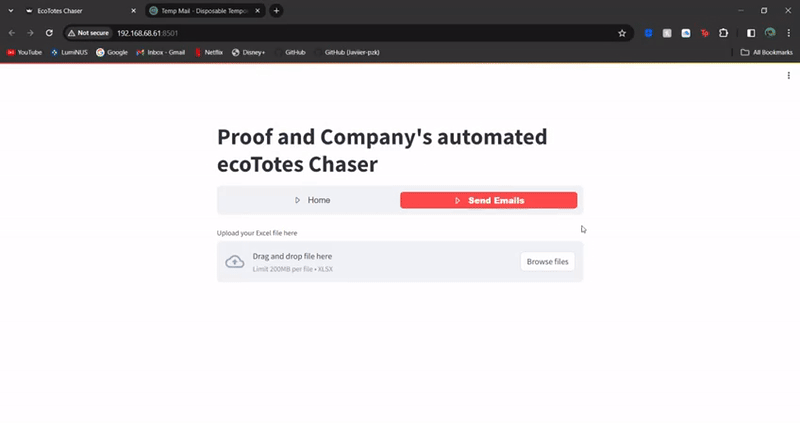 EcoTotes Chaser
Temp Mail - Disposable Tempo
Not secure
192.168.68.61:8501
YouTube
LumiNUS
Google
Inbox - Gmail
Netflix
Disney+
GitHub
GitHub (Javiier-pzk)
All Bookmarks
Proof and Company's automated
ecoTotes Chaser
Home
Send Emails
Upload your Excel file here
Drag and drop file here
Limit 200MB per file • XLSX
Browse files